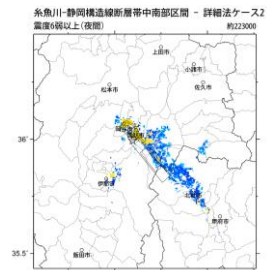 糸魚川-静岡構造線断層帯中南部区間 - 詳細法ケース2
震度6弱以上(夜間)
約223000
上田市
小諸市
松本市
佐久市
36°
伊那市
甲府市
35.5°
飯田市